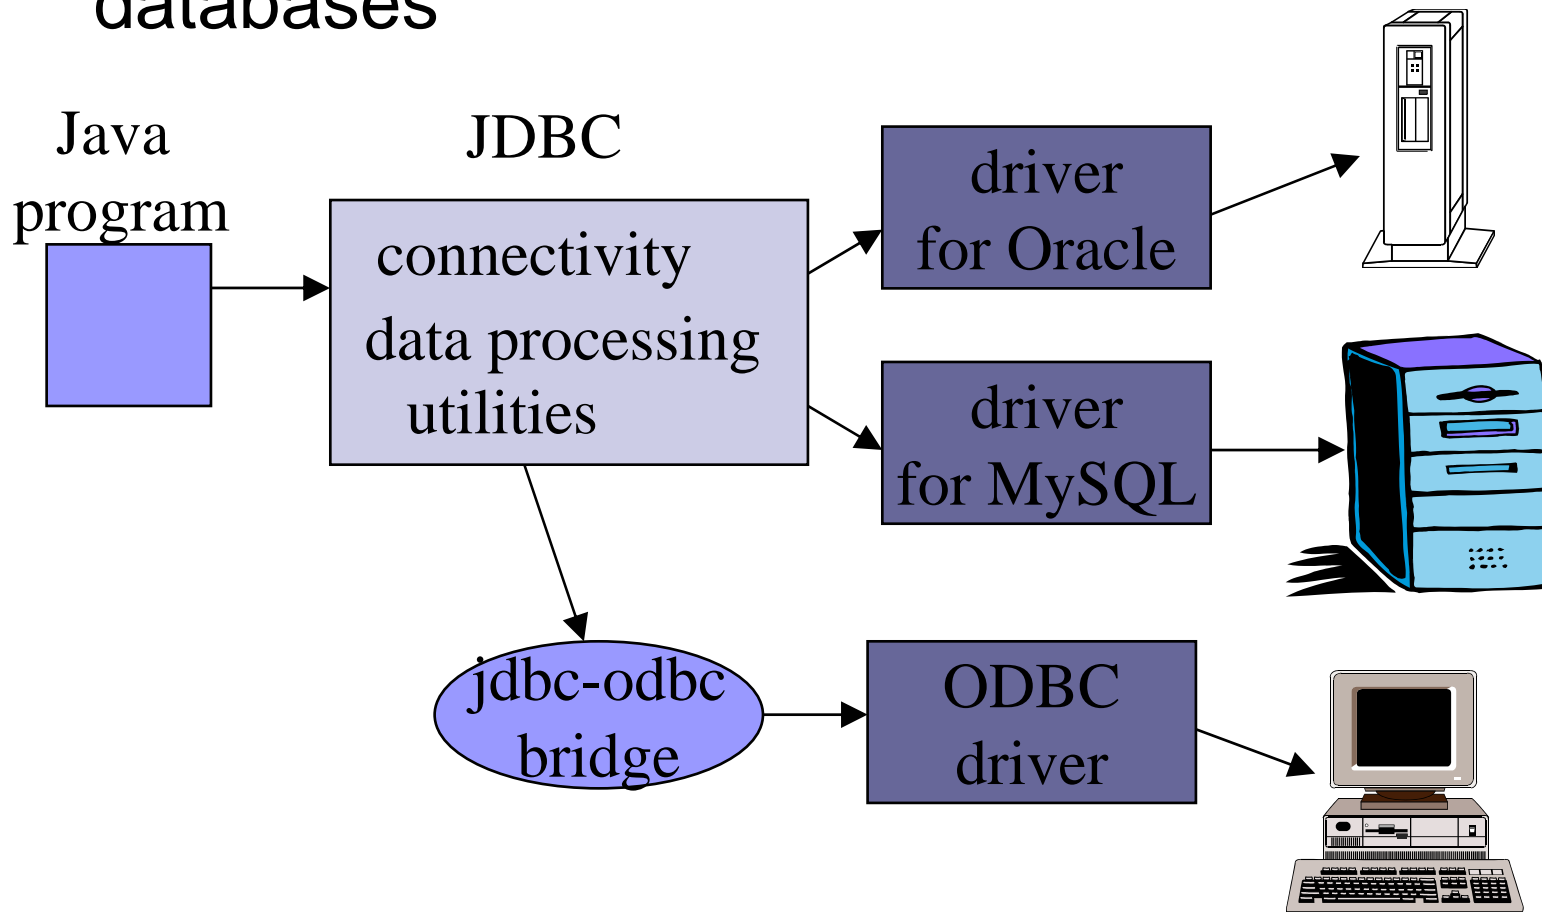 databases
Java
program
JDBC
connectivity
data processing
utilities
driver
for Oracle
driver
for MySQL
jdbc-odbc
bridge
ODBC
driver